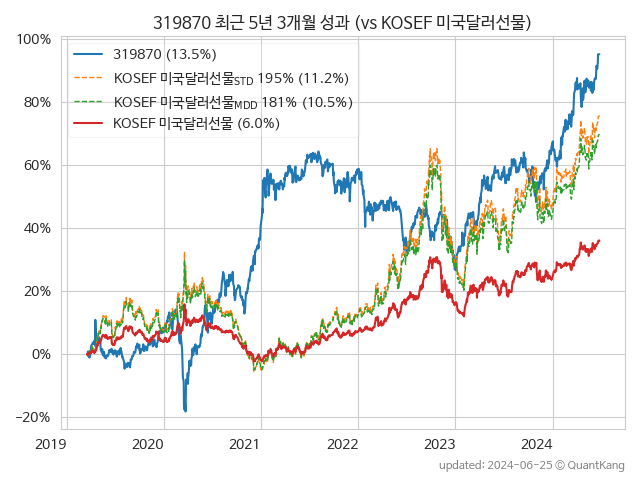 319870 최근 5년 3개월 성과 (vs KOSEF 미국달러선물)
100%
80%
60%
40%
20%
0%
−20%
319870 (13.5%)
KOSEF 미국달러선물STD 195% (11.2%)
KOSEF 미국달러선물MDD 181% (10.5%)
KOSEF 미국달러선물 (6.0%)
2019 2020 2021 2022 2023 2024
updated: 2024-06-25 ⓒ QuantKang